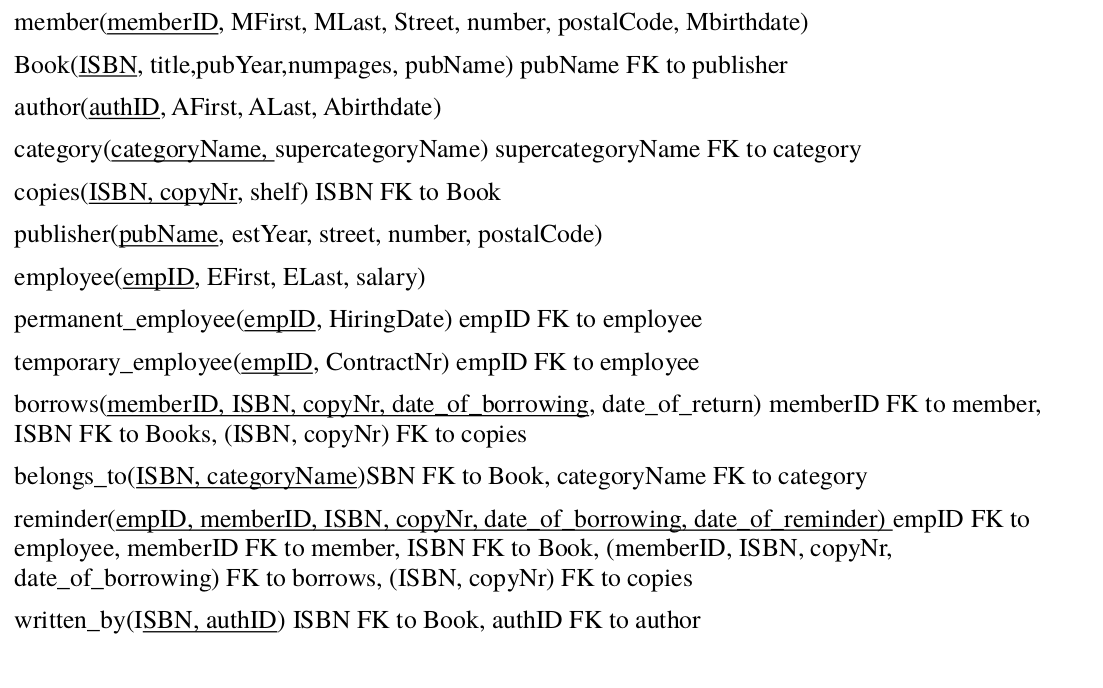 member(memberID, MFirst, MLast, Street, number, postalCode, Mbirthdate)
Book(ISBN, title,pubYear,numpages, pubName) pubName FK to publisher
author(authID, AFirst, ALast, Abirthdate)
category(categoryName, supercategoryName) supercategoryName FK to category
copies(ISBN, copyNr, shelf) ISBN FK to Book
publisher(pubName, estYear, street, number, postalCode)
employee(empID, EFirst, ELast, salary)
permanent_employee(empID, HiringDate) empID FK to employee
temporary_employee(empID, ContractNr) empID FK to employee
borrows(memberID, ISBN, copyNr, date_of_borrowing, date_of_return) memberID FK to member,
ISBN FK to Books, (ISBN, copyNr) FK to copies
belongs_to(ISBN, categoryName)SBN FK to Book, categoryName FK to category
reminder(empID, memberID, ISBN, copyNr, date_of_borrowing, date_of_reminder) empID FK to
employee, memberID FK to member, ISBN FK to Book, (memberID, ISBN, copyNr,
date_of_borrowing) FK to borrows, (ISBN, copyNr) FK to copies
written_by(ISBN, authID) ISBN FK to Book, authID FK to author